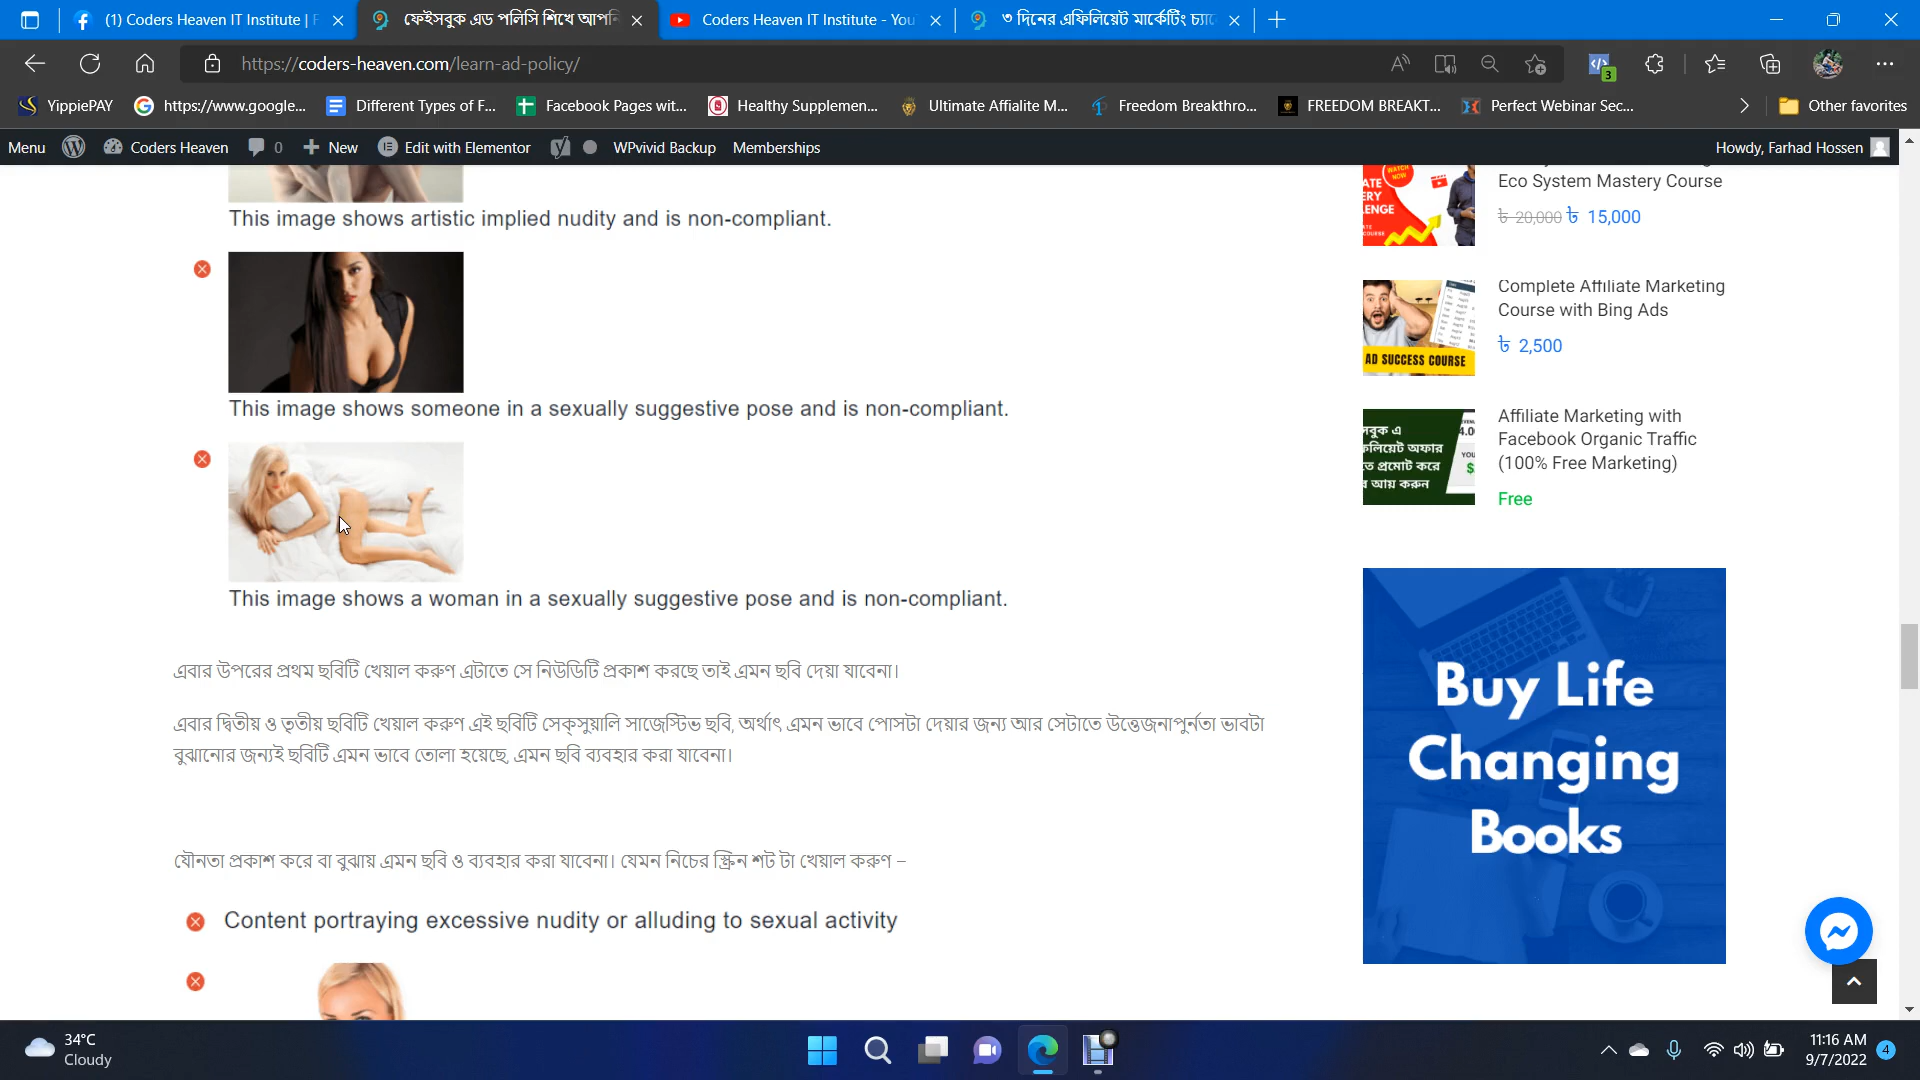 (1) Coders Heaven IT Institute | F
ফেইসবুক এড পলিসি শিখে আপনি
Coders Heaven IT Institute - You
৩ দিনের এফিলিয়েট মার্কেটিং চ্যা
https://coders-heaven.com/learn-ad-policy/
3
YippiePAY
https://www.google...
Different Types of F...
Facebook Pages wit...
Healthy Supplemen...
Ultimate Affialite M...
Freedom Breakthro...
FREEDOM BREAKT...
Perfect Webinar Sec...
Other favorites
Menu
Coders Heaven
0
New
Edit with Elementor
WPvivid Backup
Memberships
Howdy, Farhad Hossen
This image shows artistic implied nudity and is non-compliant.
This image shows someone in a sexually suggestive pose and is non-compliant.
This image shows a woman in a sexually suggestive pose and is non-compliant.
এবার উপরের প্রথম ছবিটি খেয়াল করুণ এটাতে সে নিউডিটি প্রকাশ করছে তাই এমন ছবি দেয়া যাবেনা।
এবার দ্বিতীয় ও তৃতীয় ছবিটি খেয়াল করুণ এই ছবিটি সেক্সুয়ালি সাজেস্টিভ ছবি, অর্থাৎ এমন ভাবে পোসটা দেয়ার জন্য আর সেটাতে উত্তেজনাপুর্নতা ভাবটা
বুঝানোর জন্যই ছবিটি এমন ভাবে তোলা হয়েছে, এমন ছবি ব্যবহার করা যাবেনা।
যৌনতা প্রকাশ করে বা বুঝায় এমন ছবি ও ব্যবহার করা যাবেনা। যেমন নিচের স্ক্রিন শট টা খেয়াল করুণ –
Content portraying excessive nudity or alluding to sexual activity
WATCH NOW
Eco System Mastery Course
৳ 20,000 ৳ 15,000
AD SUCCESS COURSE
Complete Affiliate Marketing
Course with Bing Ads
৳ 2,500
Affiliate Marketing with
Facebook Organic Traffic
(100% Free Marketing)
Free
Buy Life
Changing
Books
34°C
Cloudy
11:16 AM
9/7/2022
4